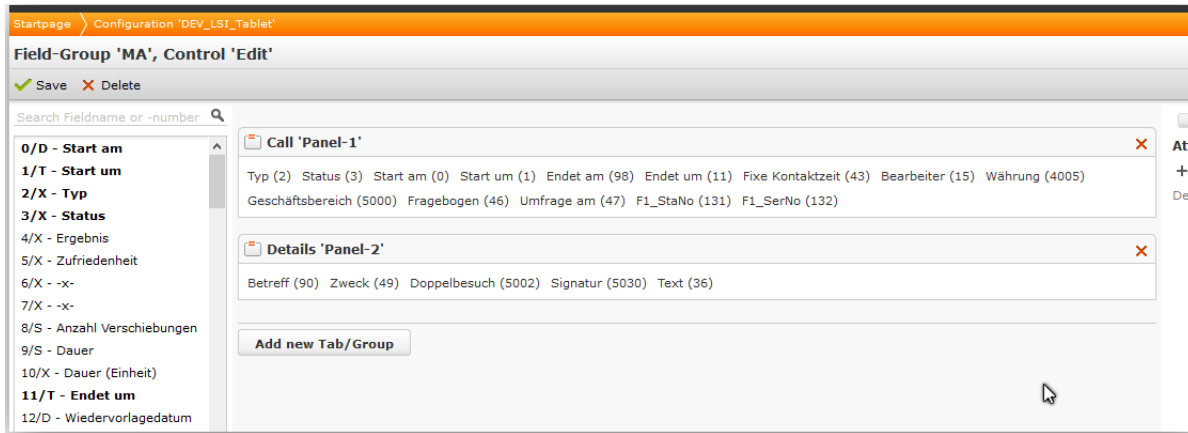 Startpage Configuration 'DEV_LSI_Tablet'
Field-Group 'MA', Control 'Edit'
Save Delete
Search Fieldname or -number
0/D - Start am
1/T - Start um
2/X - Typ
3/X - Status
4/X - Ergebnis
5/X - Zufriedenheit
6/X - -x-
7/X - -x-
8/S - Anzahl Verschiebungen
9/S - Dauer
10/X - Dauer (Einheit)
11/T - Endet um
12/D - Wiedervorlagedatum
Call 'Panel-1'
Typ (2) Status (3) Start am (0) Start um (1) Endet am (98) Endet um (11) Fixe Kontaktzeit (43) Bearbeiter (15) Währung (4005)
Geschäftsbereich (5000) Fragebogen (46) Umfrage am (47) F1_StaNo (131) F1_SerNo (132)
Details 'Panel-2'
Betreff (90) Zweck (49) Doppelbesuch (5002) Signatur (5030) Text (36)
Add new Tab/Group
At
+
De